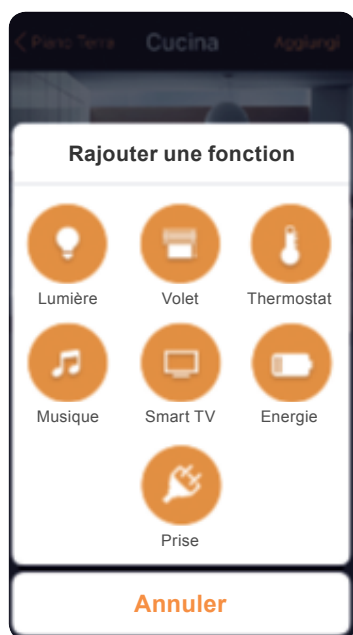 Piano Terra Cucina Aggiungi
Rajouter une fonction
Lumière Volet Thermostat
Musique Smart TV Energie
Prise
Annuler